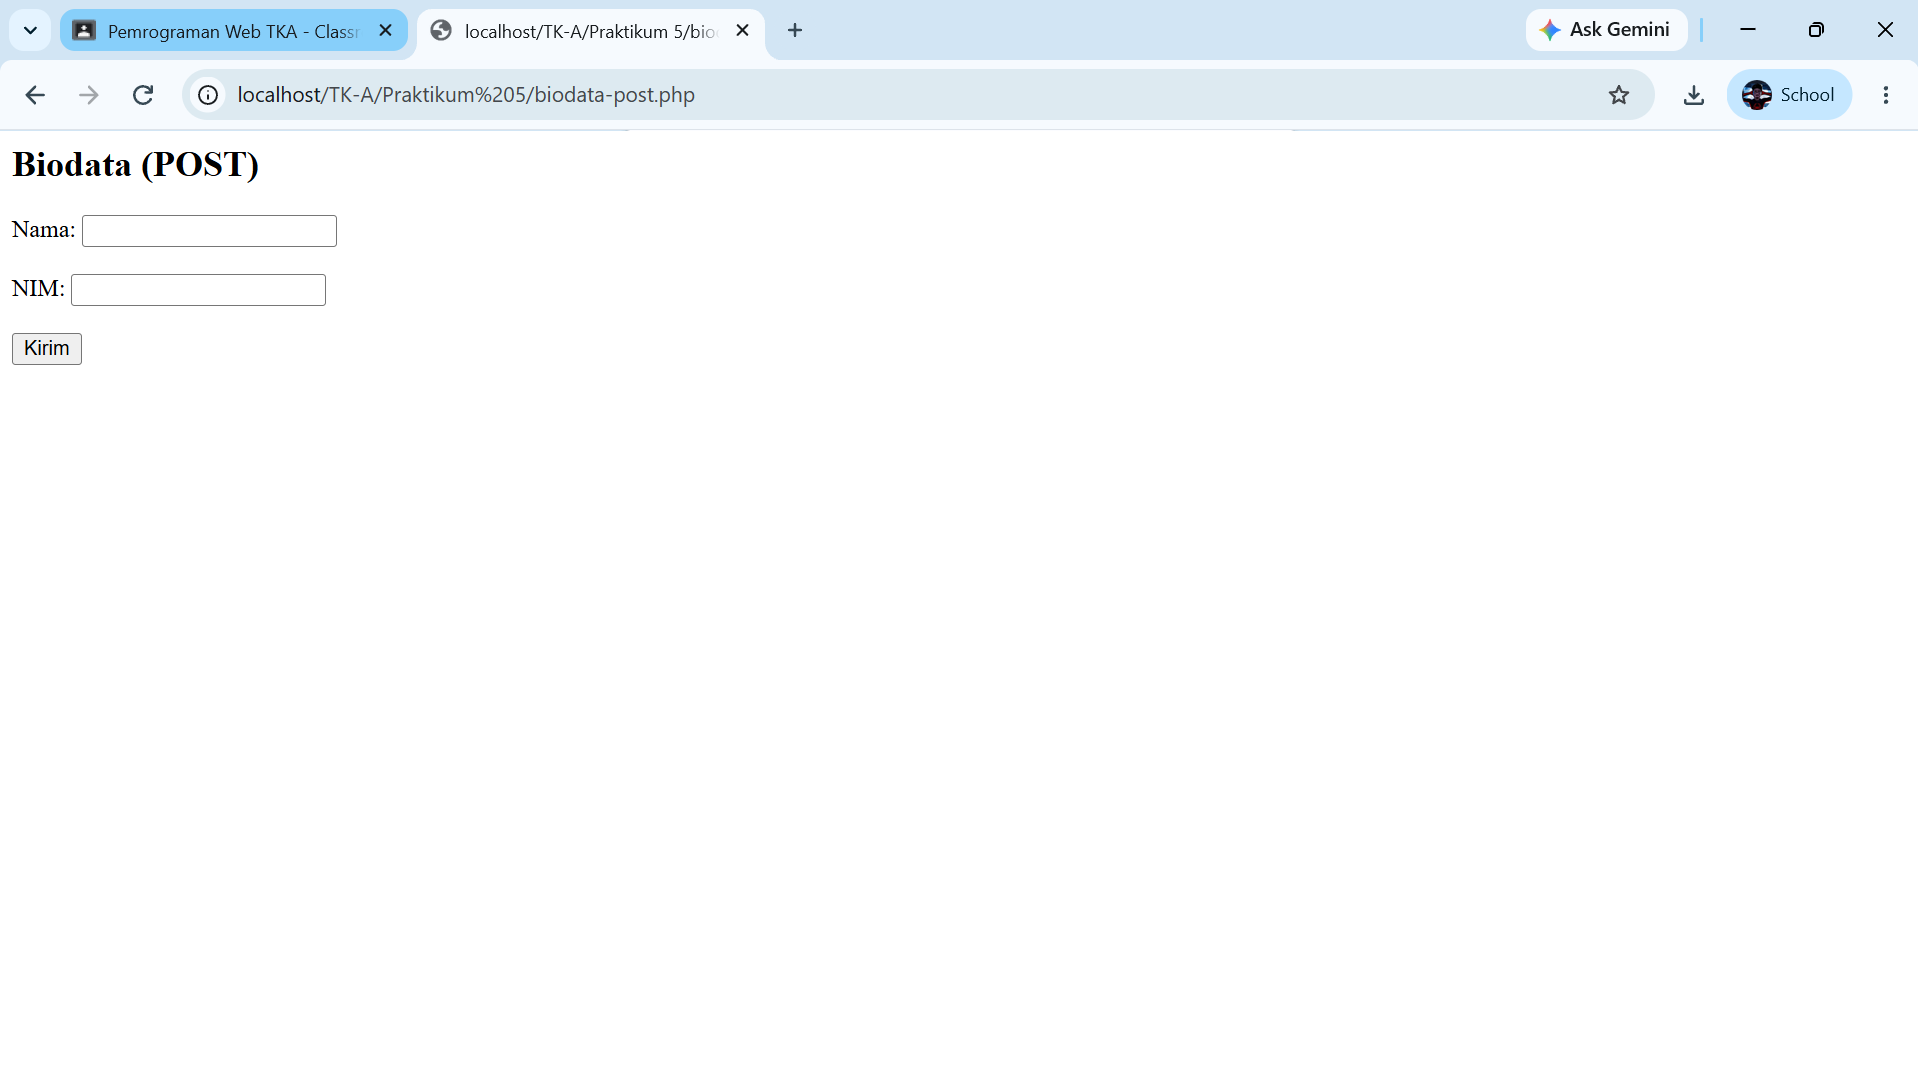 Pemrograman Web TKA - Classr
localhost/TK-A/Praktikum 5/biod
Ask Gemini
localhost/TK-A/Praktikum%205/biodata-post.php
School
Biodata (POST)
Nama:
NIM:
Kirim